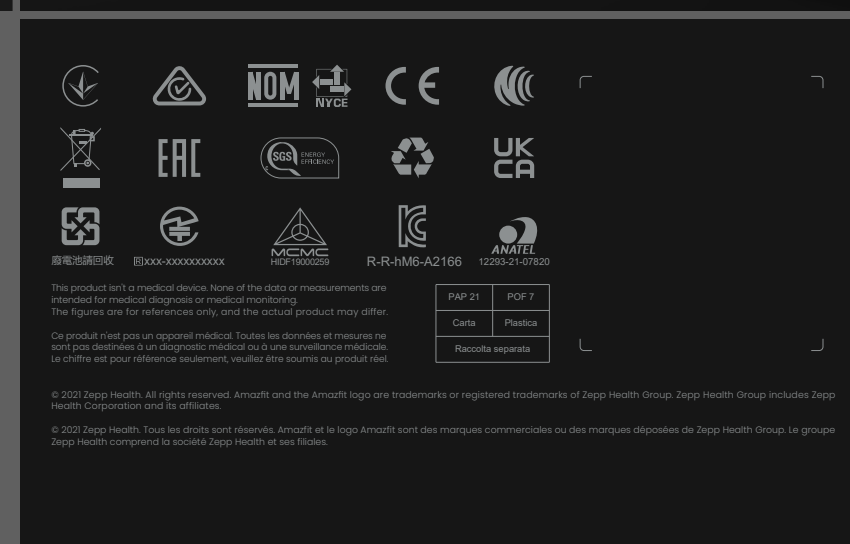 NOM
NYCE
CE
EAC
SGS ENERGY EFFICIENCY
UK
CA
廢電池請回收
R xxx-xxxxxxxxxx
MCMC
HIDF19000259
R-R-hM6-A2166
ANATEL
12293-21-07820
This product isn't a medical device. None of the data or measurements are
intended for medical diagnosis or medical monitoring.
The figures are for references only, and the actual product may differ.
Ce produit n'est pas un appareil médical. Toutes les données et mesures ne
sont pas destinées à un diagnostic médical ou à une surveillance médicale.
Le chiffre est pour référence seulement, veuillez être soumis au produit réel.
PAP 21 POF 7
Carta Plastica
Raccolta separata
© 2021 Zepp Health. All rights reserved. Amazfit and the Amazfit logo are trademarks or registered trademarks of Zepp Health Group. Zepp Health Group includes Zepp
Health Corporation and its affiliates.
© 2021 Zepp Health. Tous les droits sont réservés. Amazfit et le logo Amazfit sont des marques commerciales ou des marques déposées de Zepp Health Group. Le groupe
Zepp Health comprend la société Zepp Health et ses filiales.